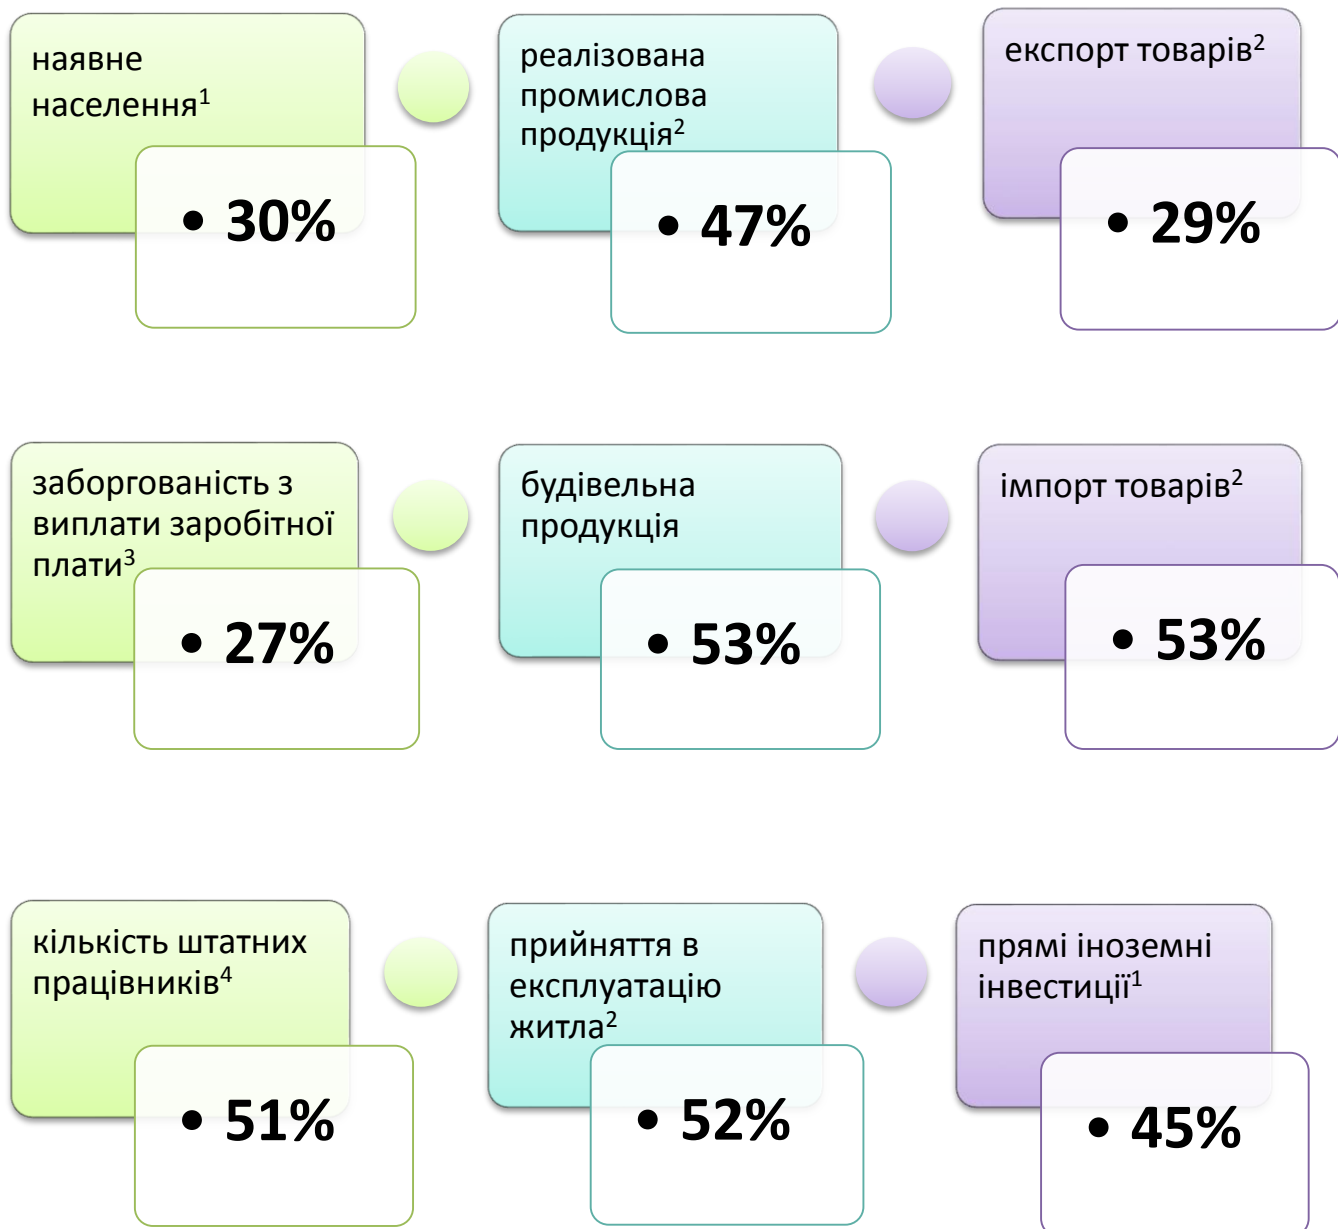 наявне
населення¹
• 30%
реалізована
промислова
продукція²
• 47%
експорт товарів²
• 29%
заборгованість з
виплати заробітної
плати³
• 27%
будівельна
продукція
• 53%
імпорт товарів²
• 53%
кількість штатних
працівників⁴
• 51%
прийняття в
експлуатацію
житла²
• 52%
прямі іноземні
інвестиції¹
• 45%